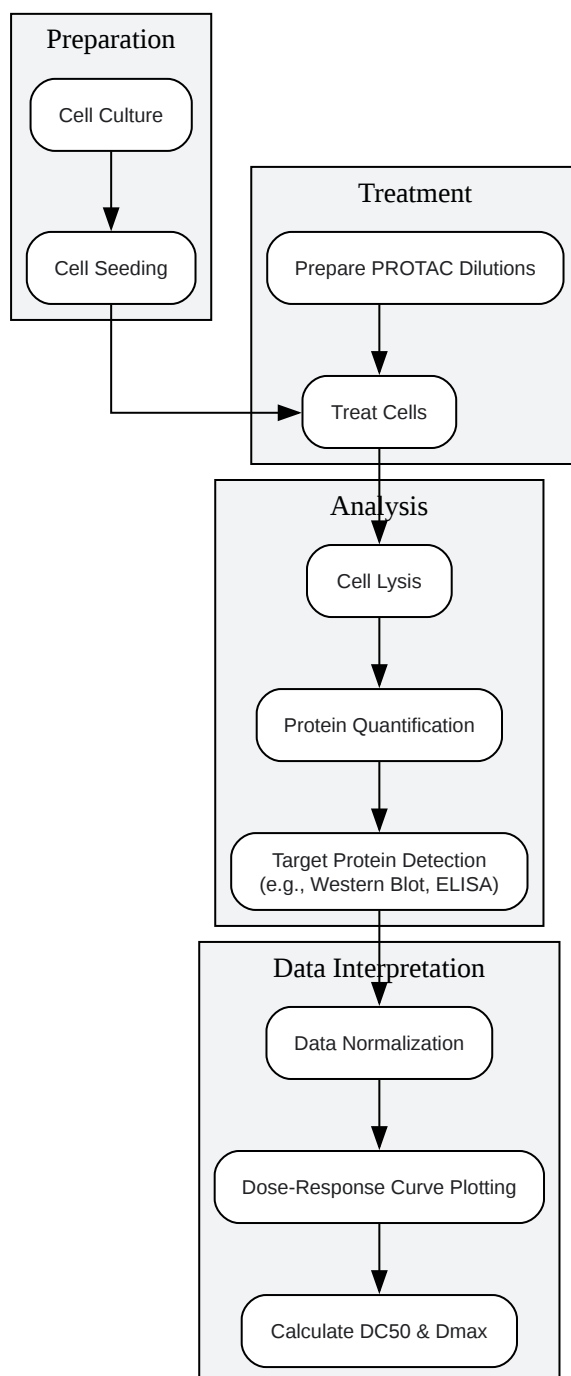 Preparation
Cell Culture
Cell Seeding
Treatment
Prepare PROTAC Dilutions
Treat Cells
Analysis
Cell Lysis
Protein Quantification
Target Protein Detection
(e.g., Western Blot, ELISA)
Data Interpretation
Data Normalization
Dose-Response Curve Plotting
Calculate DC50 & Dmax